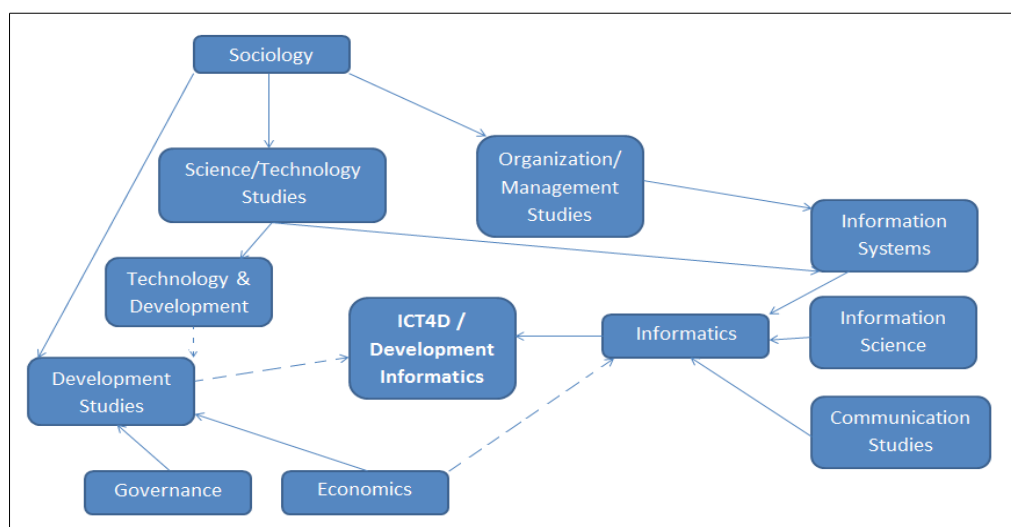 Sociology
Science/Technology
Studies
Organization/
Management
Studies
Information
Systems
Technology &
Development
ICT4D /
Development
Informatics
Informatics
Information
Science
Development
Studies
Communication
Studies
Governance
Economics